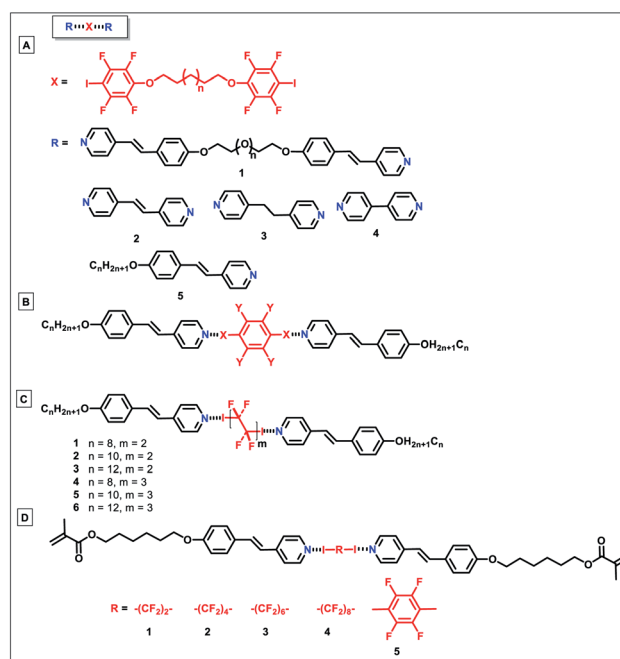 R X R
A
X =
F F F F
I O ( )n O I
F F F F
R =
N O (O)n O N
1
N N N N N N
2 3 4
CnH2n+1O N
5
B
Y Y
CnH2n+1O N X X N OH2n+1Cn
Y Y
C
F F
CnH2n+1O N I I N OH2n+1Cn
F F m
1 n = 8, m = 2
2 n = 10, m = 2
3 n = 12, m = 2
4 n = 8, m = 3
5 n = 10, m = 3
6 n = 12, m = 3
D
O O O N I–R–I N O O O
R = -(CF2)2- -(CF2)4- -(CF2)6- -(CF2)8- F F F F
1 2 3 4 5